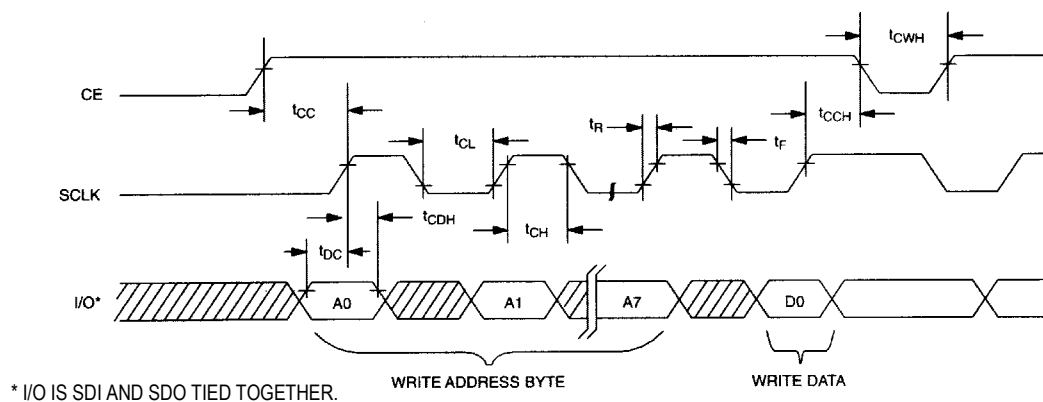 tCWH
CE
tCC
tCCH
tCL
tR
tF
SCLK
tCDH
tCH
tDC
I/O*
A0
A1
A7
D0
WRITE ADDRESS BYTE
WRITE DATA
* I/O IS SDI AND SDO TIED TOGETHER.